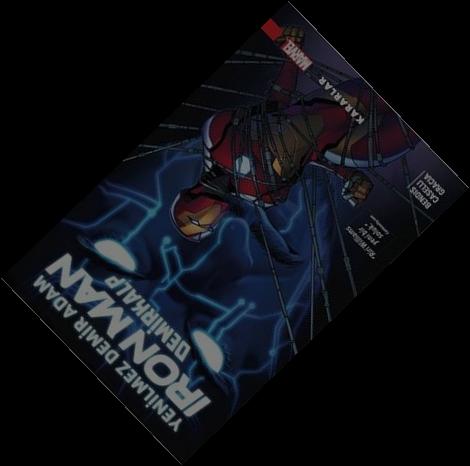 YENİLMEZ DEMİR ADAM
IRON MAN
DEMİRKALP
BENDIS
CASELLI
GRACIA
KARARLAR
MARVEL